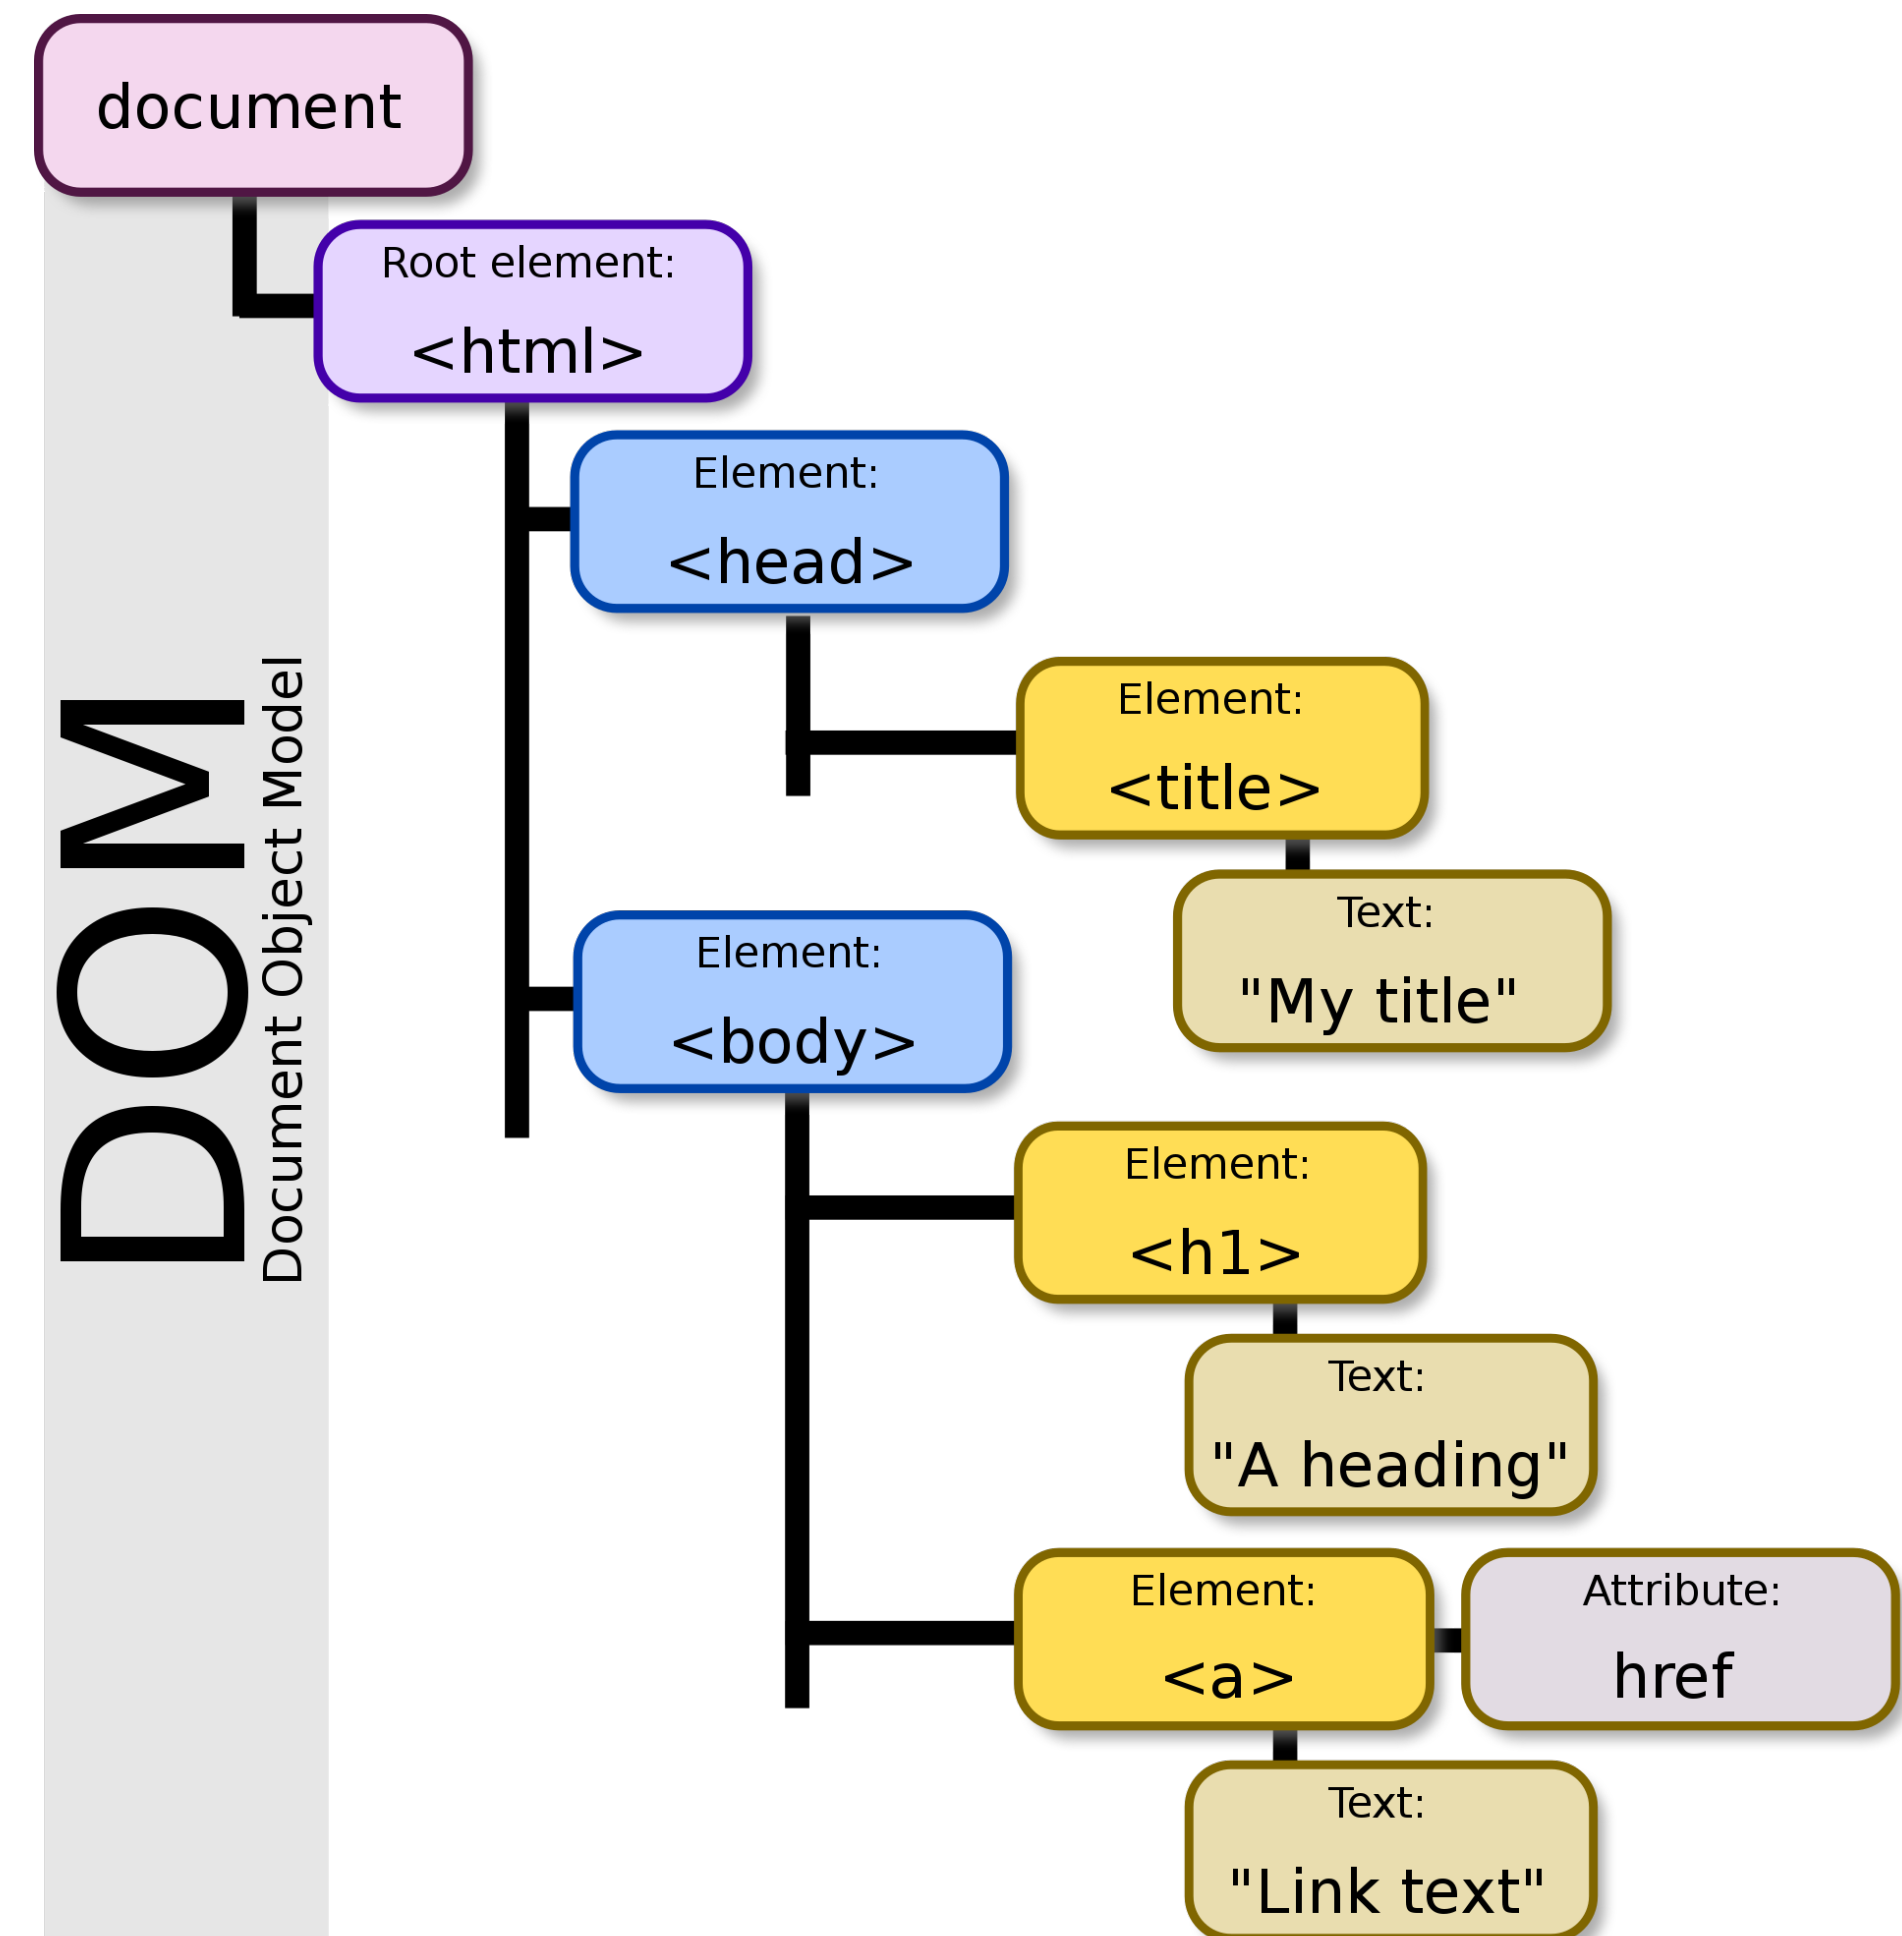 document
Root element:
<html>
Element:
<head>
Element:
<title>
Text:
"My title"
Element:
<body>
Element:
<h1>
Text:
"A heading"
Element:
<a>
Attribute:
href
Text:
"Link text"
DOM
Document Object Model